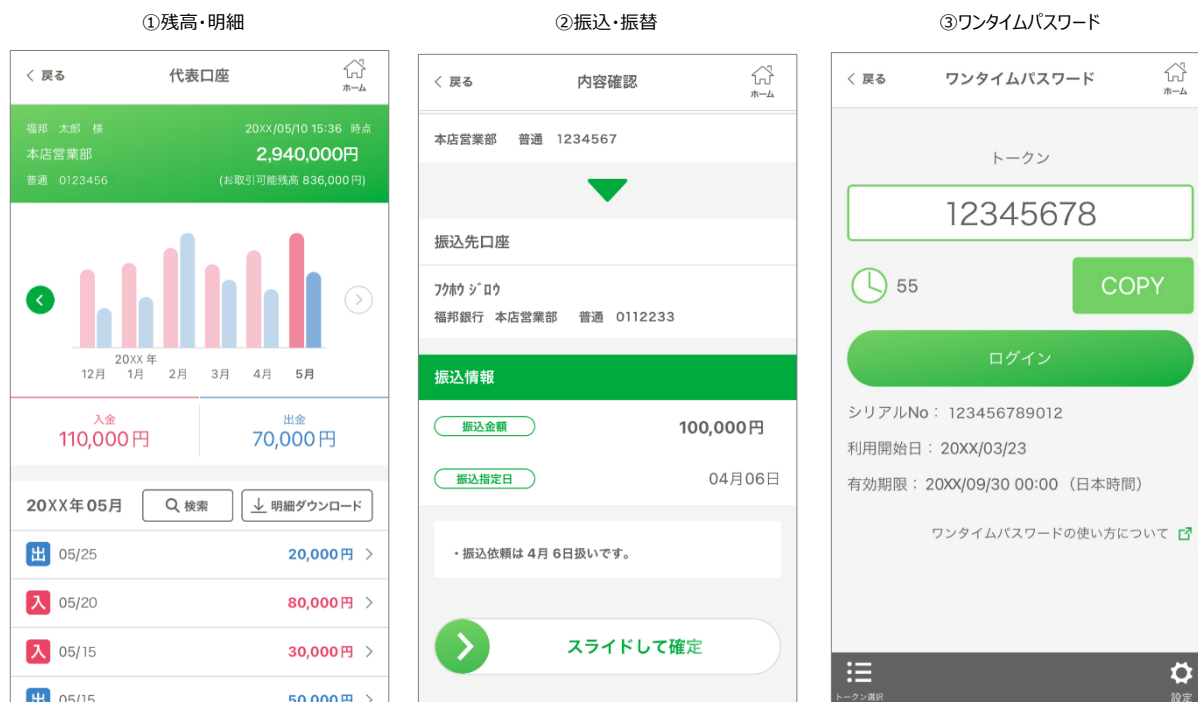 ①残高・明細
戻る 代表口座 ホーム
福邦 太郎 様 20XX/05/10 15:36 時点
本店営業部 2,940,000円
普通 0123456 (お取引可能残高 836,000円)
20XX 年
12月 1月 2月 3月 4月 5月
入金 出金
110,000円 70,000円
20XX年05月 検索 明細ダウンロード
出 05/25 20,000円
入 05/20 80,000円
入 05/15 30,000円
出 05/15 50,000円
②振込・振替
戻る 内容確認 ホーム
本店営業部 普通 1234567
振込先口座
フクホウ ジロウ
福邦銀行 本店営業部 普通 0112233
振込情報
振込金額 100,000円
振込指定日 04月06日
・振込依頼は 4月 6日扱いです。
スライドして確定
③ワンタイムパスワード
戻る ワンタイムパスワード ホーム
トークン
12345678
55 COPY
ログイン
シリアルNo： 123456789012
利用開始日：20XX/03/23
有効期限：20XX/09/30 00:00 （日本時間）
ワンタイムパスワードの使い方について
トークン選択 設定